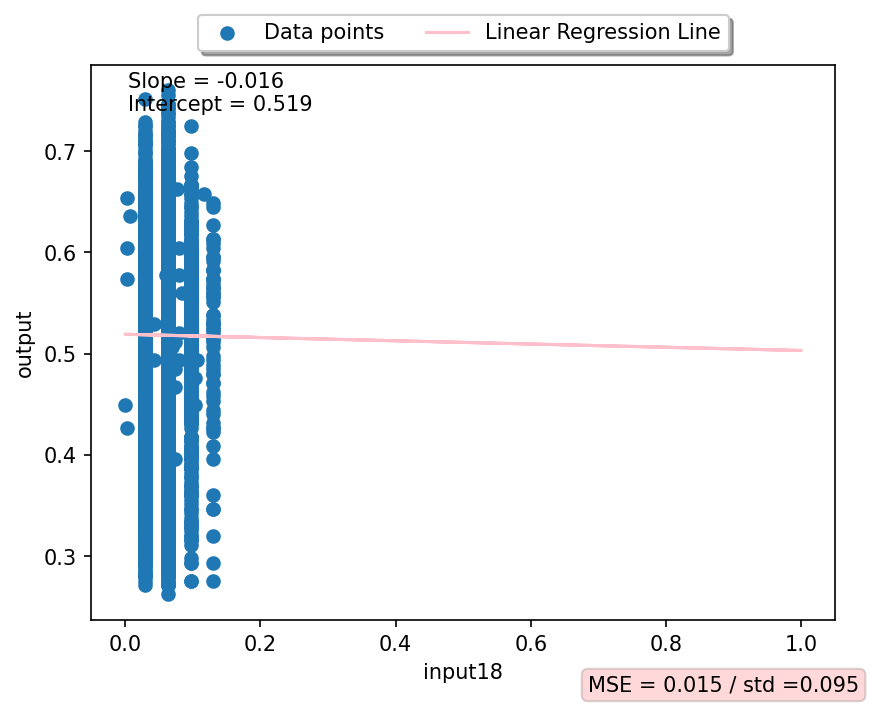 Data points
Linear Regression Line
Slope = -0.016
Intercept = 0.519
0.7
0.6
0.5
0.4
0.3
output
0.0
0.2
0.4
0.6
0.8
1.0
input18
MSE = 0.015 / std =0.095